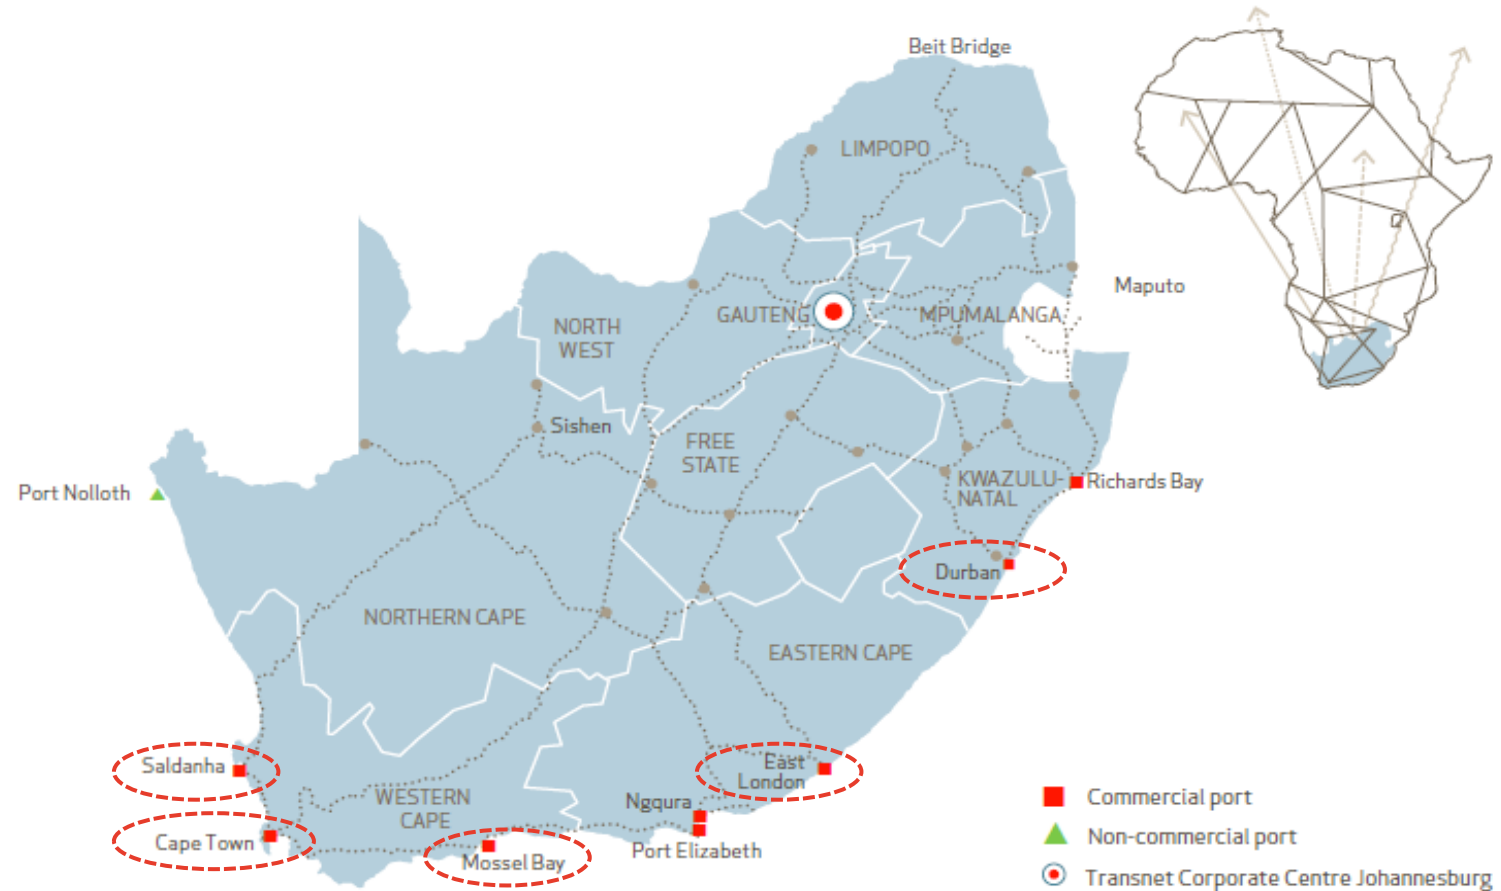 Beit Bridge
LIMPOPO
Maputo
GAUTENG
MPUMALANGA
NORTH
WEST
Sishen
FREE
STATE
KWAZULU-
NATAL
Richards Bay
Port Nolloth
Durban
NORTHERN CAPE
EASTERN CAPE
Saldanha
East
London
WESTERN
CAPE
Ngqura
Cape Town
Mossel Bay
Port Elizabeth
Commercial port
Non-commercial port
Transnet Corporate Centre Johannesburg